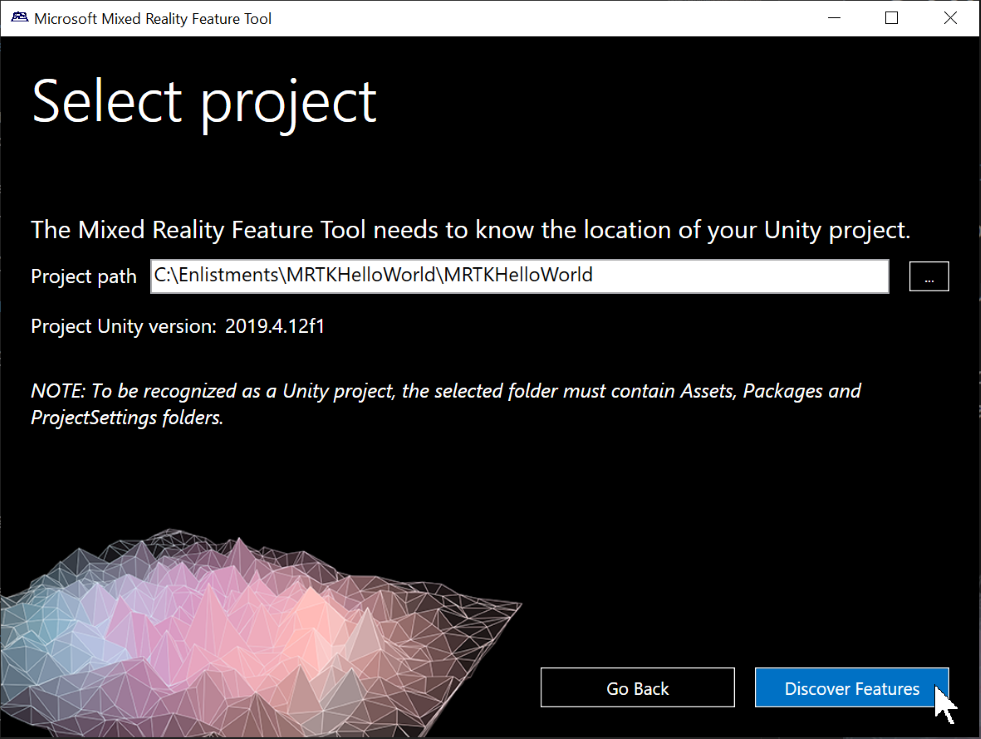 Microsoft Mixed Reality Feature Tool
Select project
The Mixed Reality Feature Tool needs to know the location of your Unity project.
Project path C:\Enlistments\MRTKHelloWorld\MRTKHelloWorld ...
Project Unity version: 2019.4.12f1
NOTE: To be recognized as a Unity project, the selected folder must contain Assets, Packages and
ProjectSettings folders.
Go Back Discover Features